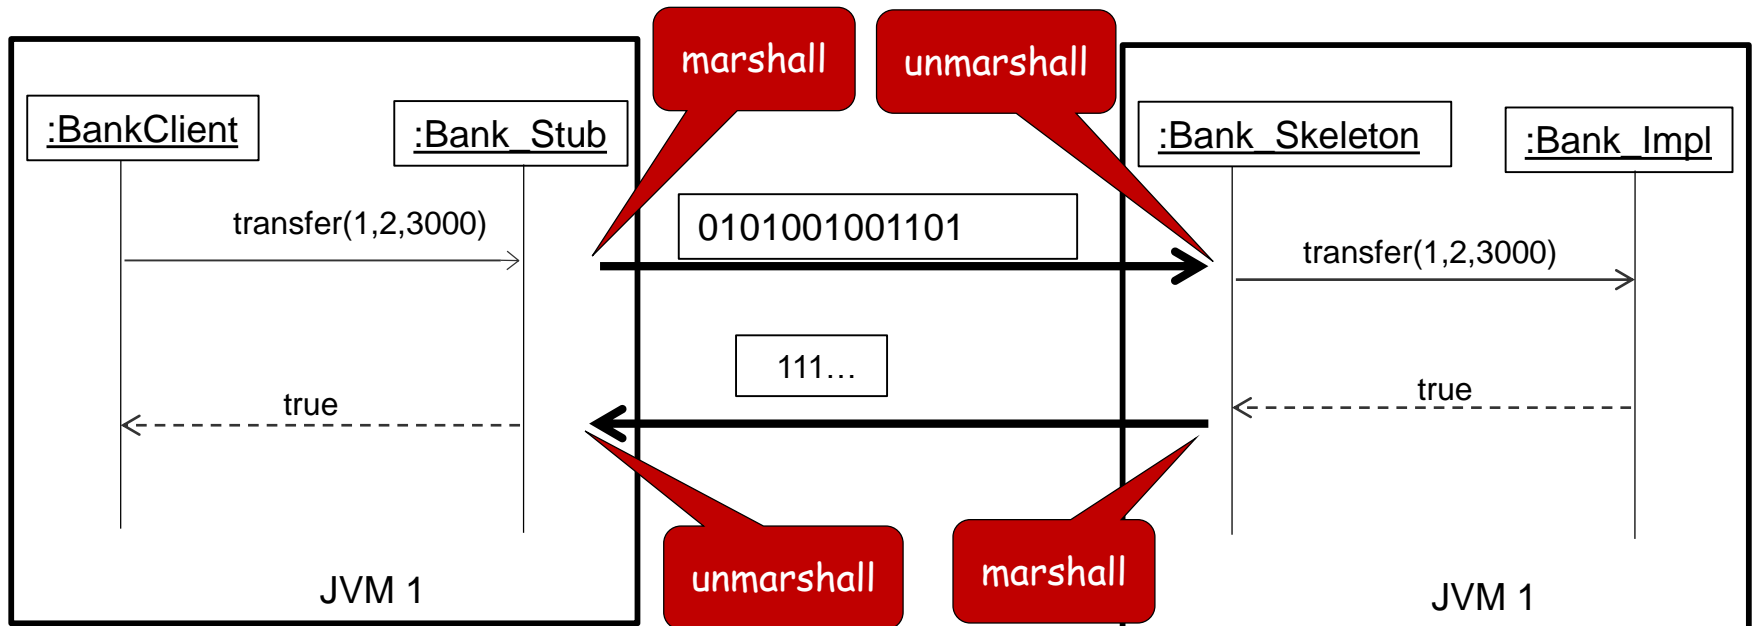 marshall
unmarshall
:BankClient
:Bank_Stub
:Bank_Skeleton
:Bank_Impl
transfer(1,2,3000)
0101001001101
transfer(1,2,3000)
111...
true
true
unmarshall
marshall
JVM 1
JVM 1